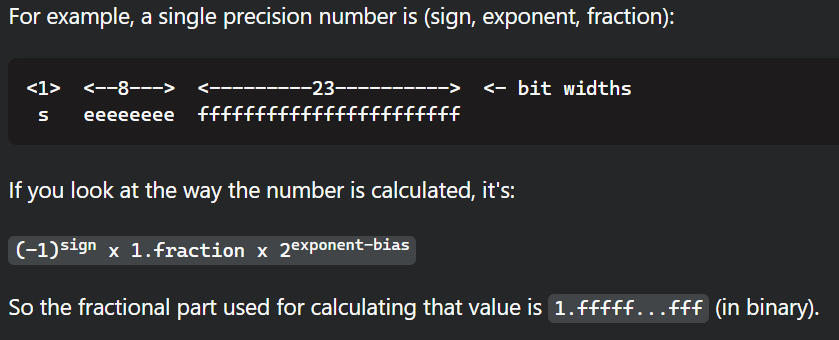 For example, a single precision number is (sign, exponent, fraction):
<1>  <--8--->  <---------23---------->  <- bit widths
 s   eeeeeeee  fffffffffffffffffffffff
If you look at the way the number is calculated, it's:
(-1)^sign x 1.fraction x 2^exponent-bias
So the fractional part used for calculating that value is 1.fffff...fff (in binary).